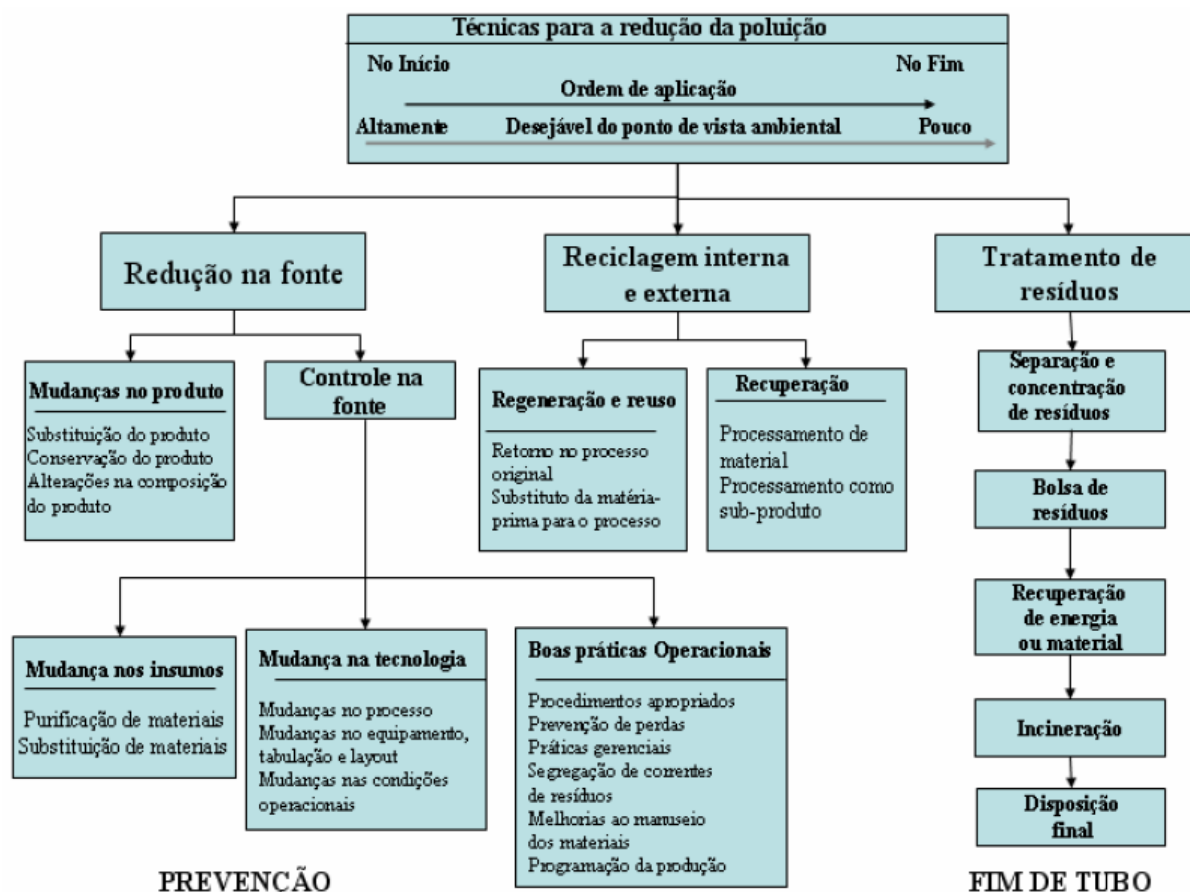 Técnicas para a redução da poluição
No Início No Fim
Ordem de aplicação
Altamente Desejável do ponto de vista ambiental Pouco
Redução na fonte
Reciclagem interna
e externa
Tratamento de
resíduos
Mudanças no produto
Substituição do produto
Conservação do produto
Alterações na composição
do produto
Controle na
fonte
Regeneração e reuso
Retorno no processo
original
Substituto da matéria-
prima para o processo
Recuperação
Processamento de
material
Processamento como
sub-produto
Separação e
concentração
de resíduos
Bolsa de
resíduos
Recuperação
de energia
ou material
Incineração
Disposição
final
Mudança nos insumos
Purificação de materiais
Substituição de materiais
Mudança na tecnologia
Mudanças no processo
Mudanças no equipamento,
tabulação e layout
Mudanças nas condições
operacionais
Boas práticas Operacionais
Procedimentos apropriados
Prevenção de perdas
Práticas gerenciais
Segregação de correntes
de resíduos
Melhorias ao manuseio
dos materiais
Programação da produção
PREVENÇÃO
FIM DE TUBO